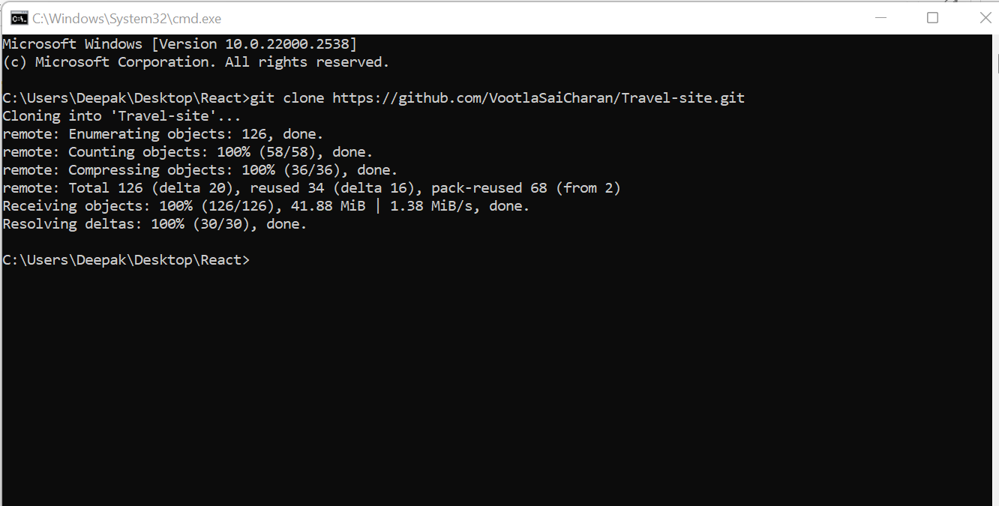 C:\Windows\System32\cmd.exe
Microsoft Windows [Version 10.0.22000.2538]
(c) Microsoft Corporation. All rights reserved.
C:\Users\Deepak\Desktop\React>git clone https://github.com/VootlaSaiCharan/Travel-site.git
Cloning into 'Travel-site'...
remote: Enumerating objects: 126, done.
remote: Counting objects: 100% (58/58), done.
remote: Compressing objects: 100% (36/36), done.
remote: Total 126 (delta 20), reused 34 (delta 16), pack-reused 68 (from 2)
Receiving objects: 100% (126/126), 41.88 MiB | 1.38 MiB/s, done.
Resolving deltas: 100% (30/30), done.
C:\Users\Deepak\Desktop\React>